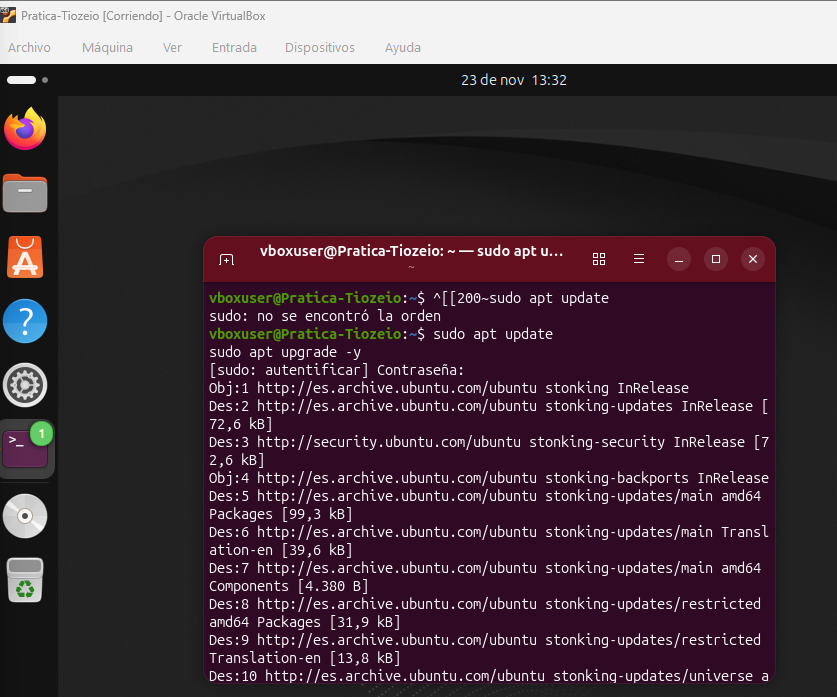 Pratica-Tiozeio [Corriendo] - Oracle VirtualBox
Archivo Máquina Ver Entrada Dispositivos Ayuda
23 de nov 13:32
vboxuser@Pratica-Tiozeio: ~ — sudo apt u…
~
vboxuser@Pratica-Tiozeio:~$ ^[[200~sudo apt update
sudo: no se encontró la orden
vboxuser@Pratica-Tiozeio:~$ sudo apt update
sudo apt upgrade -y
[sudo: autentificar] Contraseña:
Obj:1 http://es.archive.ubuntu.com/ubuntu stonking InRelease
Des:2 http://es.archive.ubuntu.com/ubuntu stonking-updates InRelease [
72,6 kB]
Des:3 http://security.ubuntu.com/ubuntu stonking-security InRelease [7
2,6 kB]
Obj:4 http://es.archive.ubuntu.com/ubuntu stonking-backports InRelease
Des:5 http://es.archive.ubuntu.com/ubuntu stonking-updates/main amd64
Packages [99,3 kB]
Des:6 http://es.archive.ubuntu.com/ubuntu stonking-updates/main Transl
ation-en [39,6 kB]
Des:7 http://es.archive.ubuntu.com/ubuntu stonking-updates/main amd64
Components [4.380 B]
Des:8 http://es.archive.ubuntu.com/ubuntu stonking-updates/restricted
amd64 Packages [31,9 kB]
Des:9 http://es.archive.ubuntu.com/ubuntu stonking-updates/restricted
Translation-en [13,8 kB]
Des:10 http://es.archive.ubuntu.com/ubuntu stonking-updates/universe a
?
>_
1